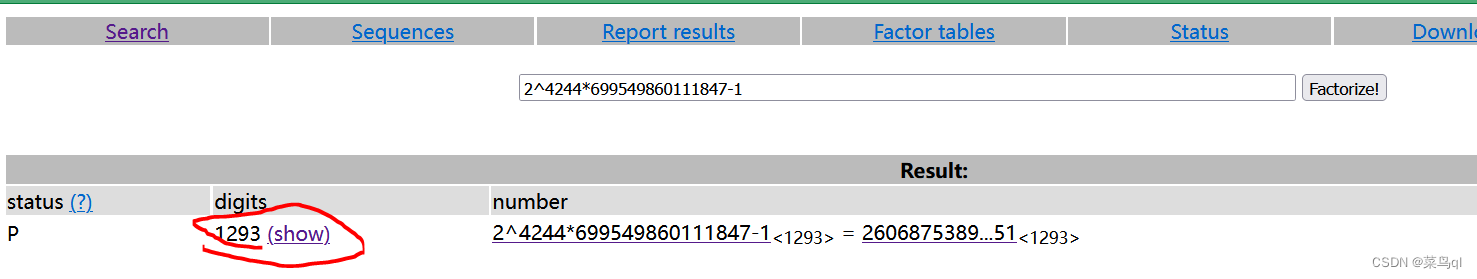 Search Sequences Report results Factor tables Status Downl
2^4244*699549860111847-1 Factorize!
Result:
status (?) digits number
P 1293 (show) 2^4244*699549860111847-1<1293> = 2606875389...51<1293>
CSDN @菜鸟ql